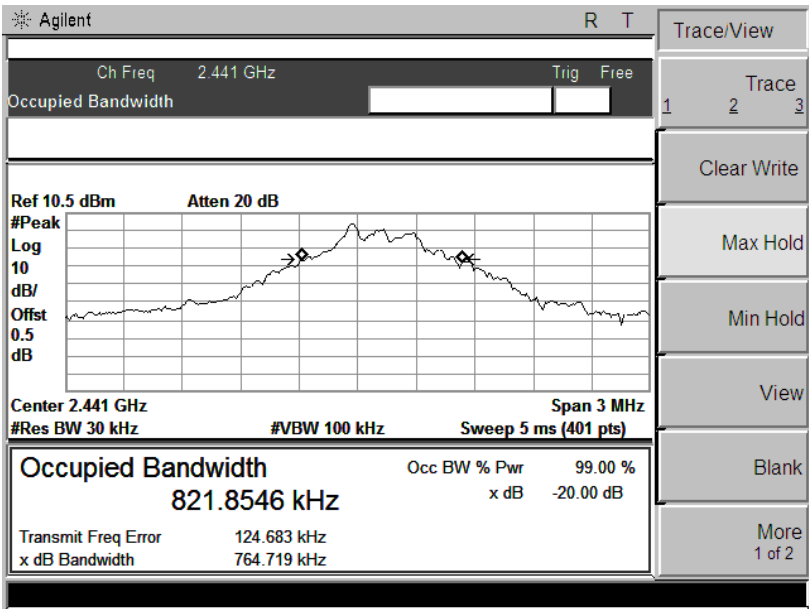 Agilent R T
Ch Freq 2.441 GHz Trig Free
Occupied Bandwidth
Ref 10.5 dBm Atten 20 dB
#Peak
Log
10
dB/
Offst
0.5
dB
Center 2.441 GHz Span 3 MHz
#Res BW 30 kHz #VBW 100 kHz Sweep 5 ms (401 pts)
Occupied Bandwidth Occ BW % Pwr 99.00 %
821.8546 kHz x dB -20.00 dB
Transmit Freq Error 124.683 kHz
x dB Bandwidth 764.719 kHz
Trace/View
Trace
1 2 3
Clear Write
Max Hold
Min Hold
View
Blank
More
1 of 2